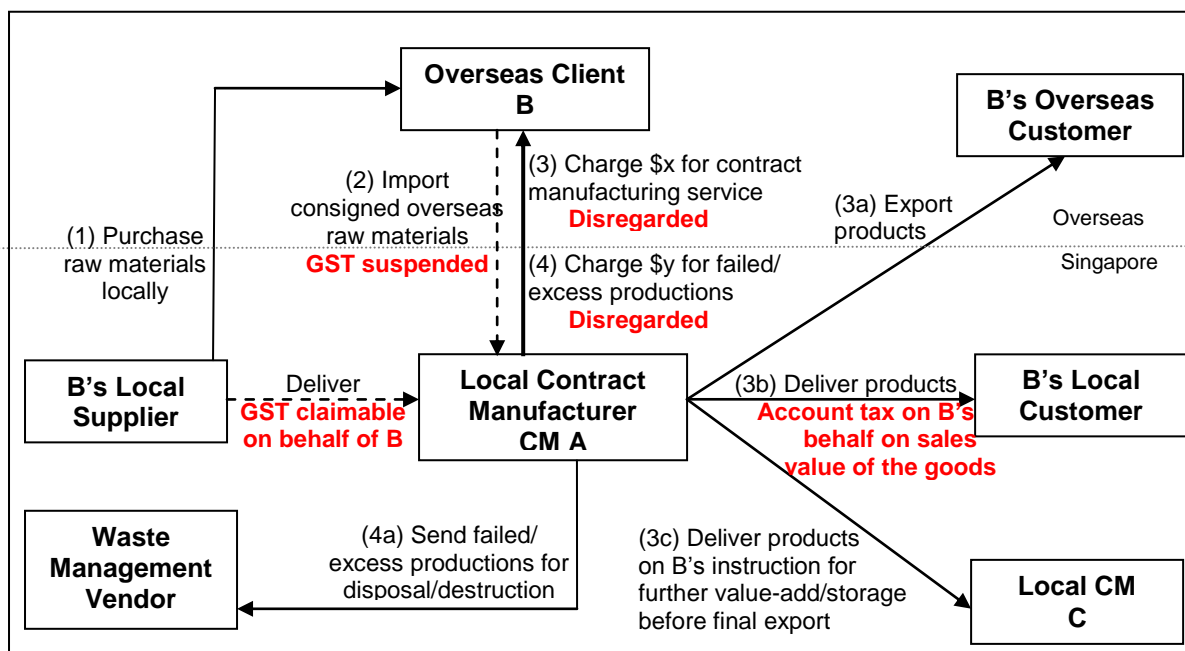 Overseas Client
B
B's Overseas
Customer
(2) Import
consigned overseas
raw materials
GST suspended
(3) Charge $x for contract
manufacturing service
Disregarded
(3a) Export
products
Overseas
Singapore
(1) Purchase
raw materials
locally
(4) Charge $y for failed/
excess productions
Disregarded
B's Local
Supplier
Deliver
GST claimable
on behalf of B
Local Contract
Manufacturer
CM A
(3b) Deliver products
Account tax on B's
behalf on sales
value of the goods
B's Local
Customer
Waste
Management
Vendor
(4a) Send failed/
excess productions for
disposal/destruction
(3c) Deliver products
on B's instruction for
further value-add/storage
before final export
Local CM
C